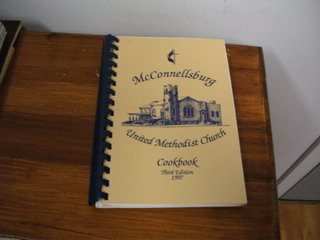 McConnellsburg
United Methodist Church
Cookbook
Third Edition
1997